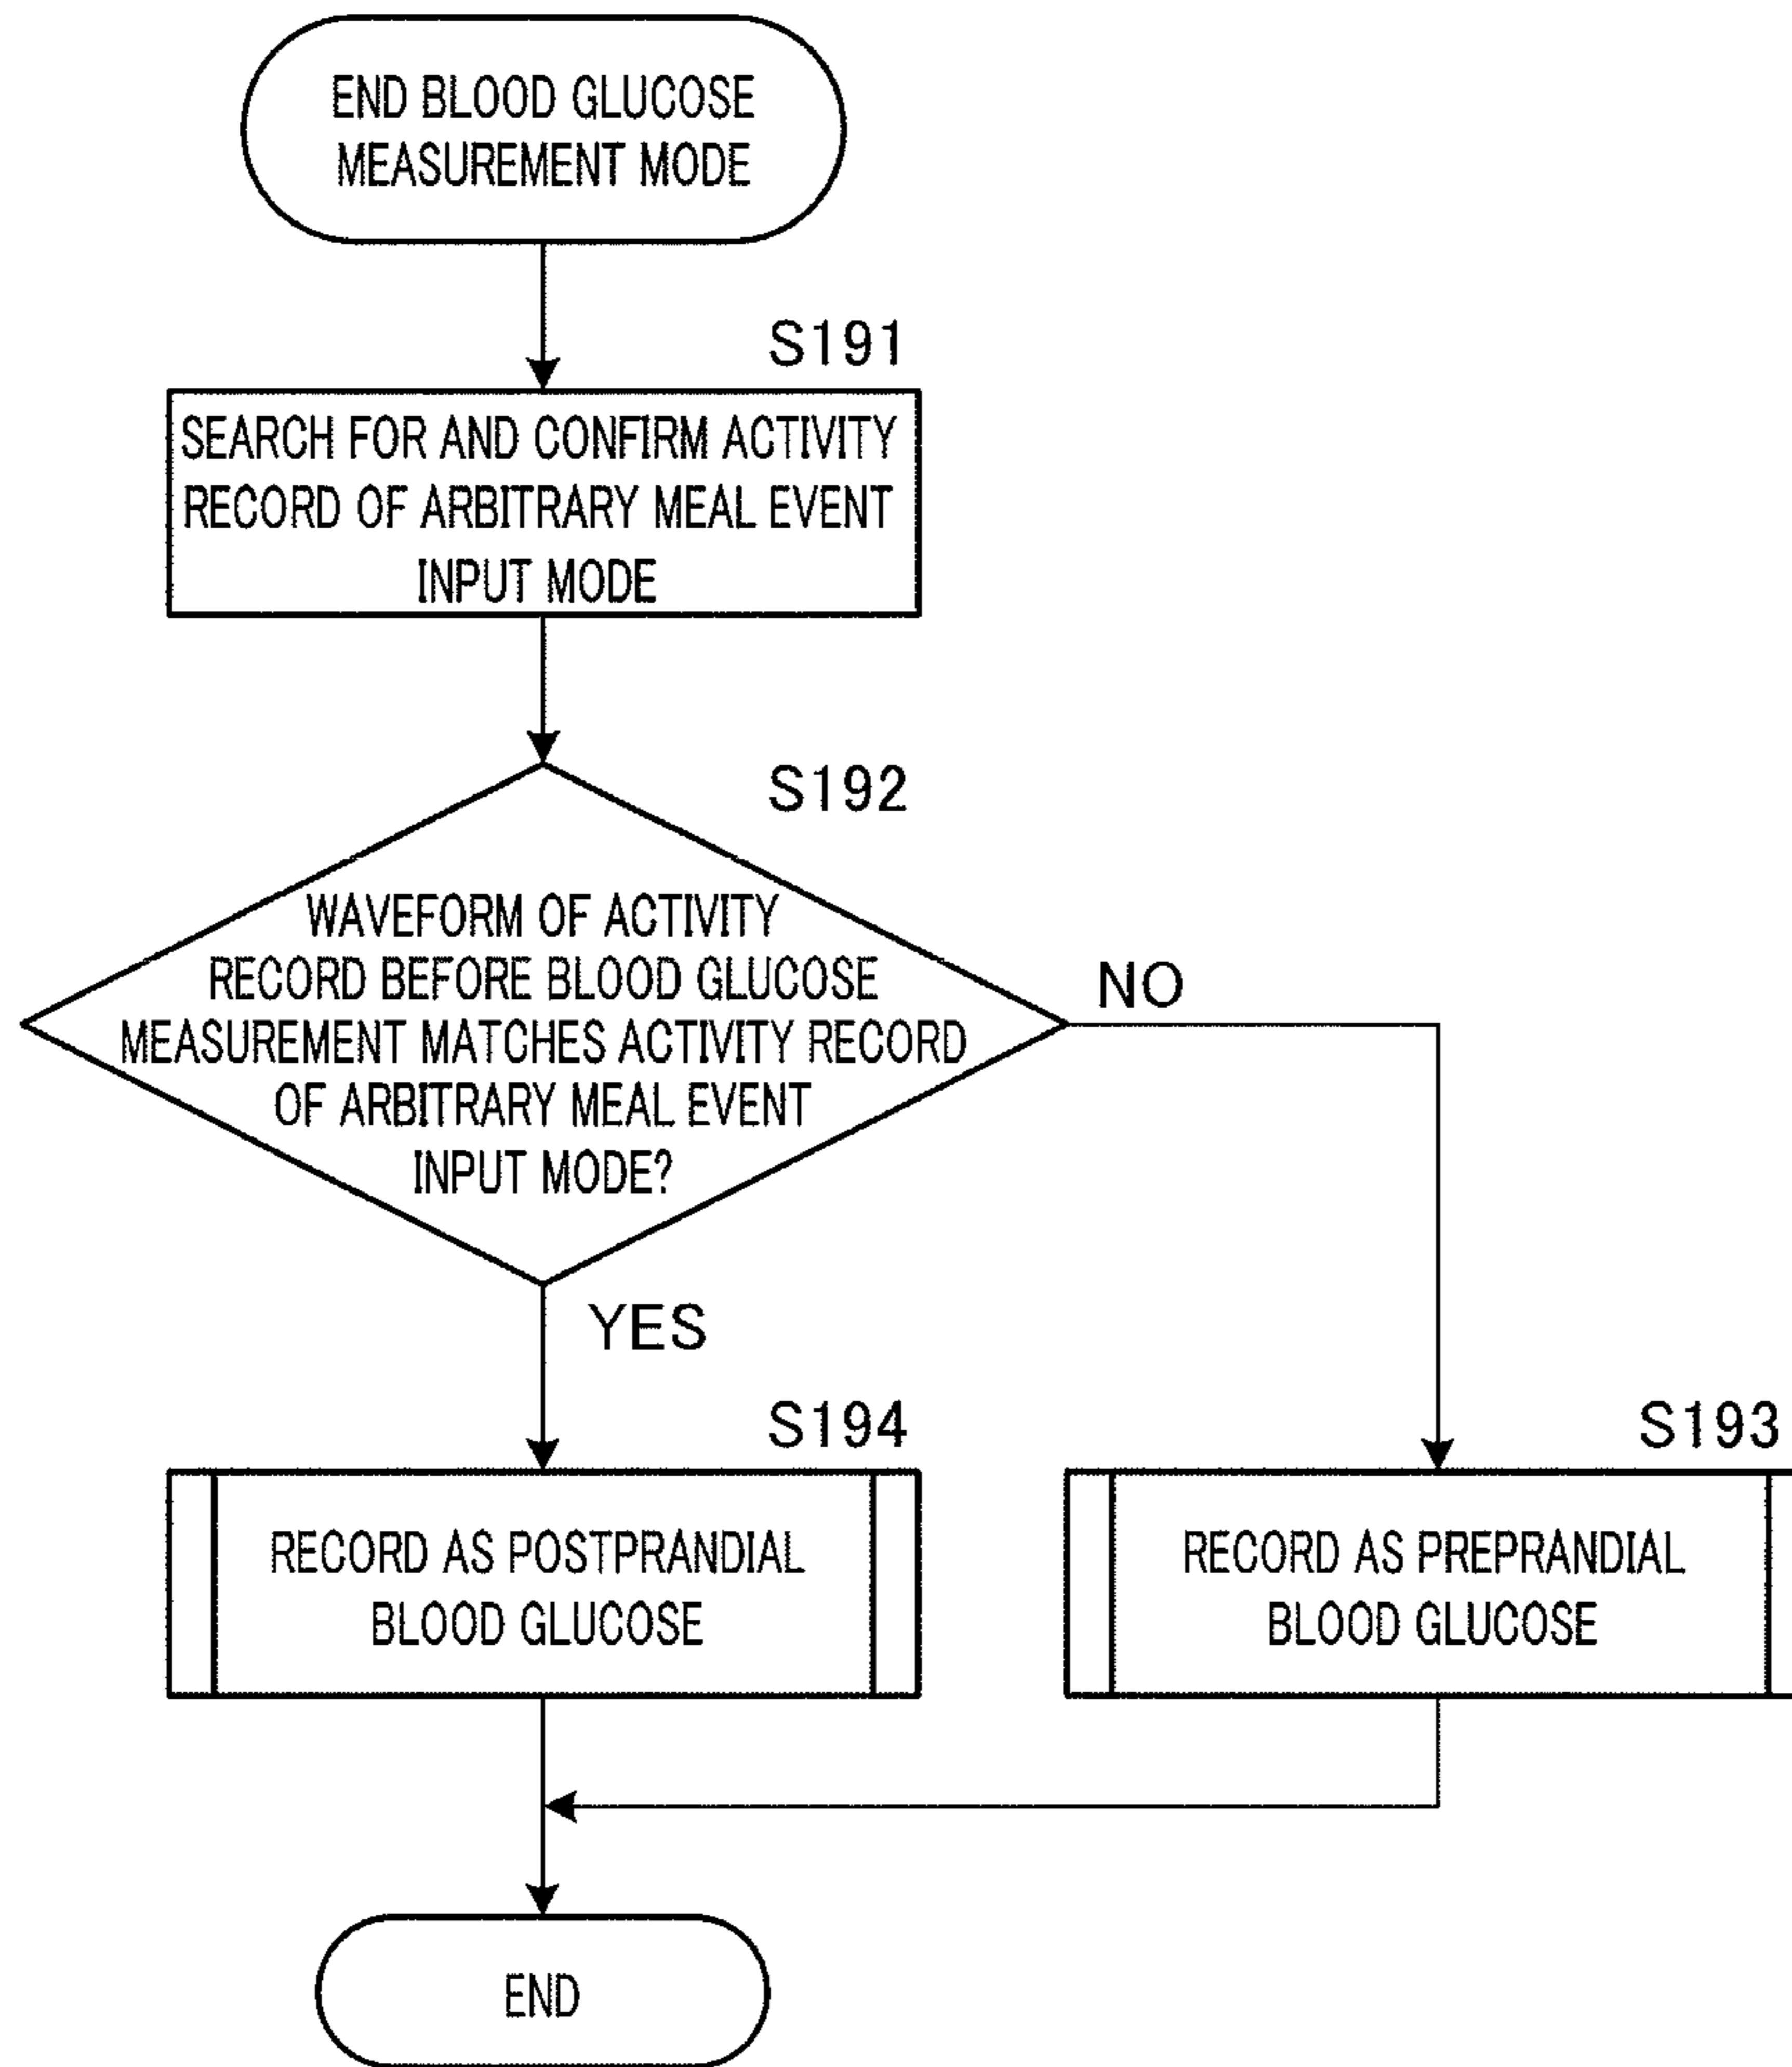 END BLOOD GLUCOSE
MEASUREMENT MODE
S191
SEARCH FOR AND CONFIRM ACTIVITY
RECORD OF ARBITRARY MEAL EVENT
INPUT MODE
S192
WAVEFORM OF ACTIVITY
RECORD BEFORE BLOOD GLUCOSE
MEASUREMENT MATCHES ACTIVITY RECORD
OF ARBITRARY MEAL EVENT
INPUT MODE?
NO
YES
S194
RECORD AS POSTPRANDIAL
BLOOD GLUCOSE
S193
RECORD AS PREPRANDIAL
BLOOD GLUCOSE
END